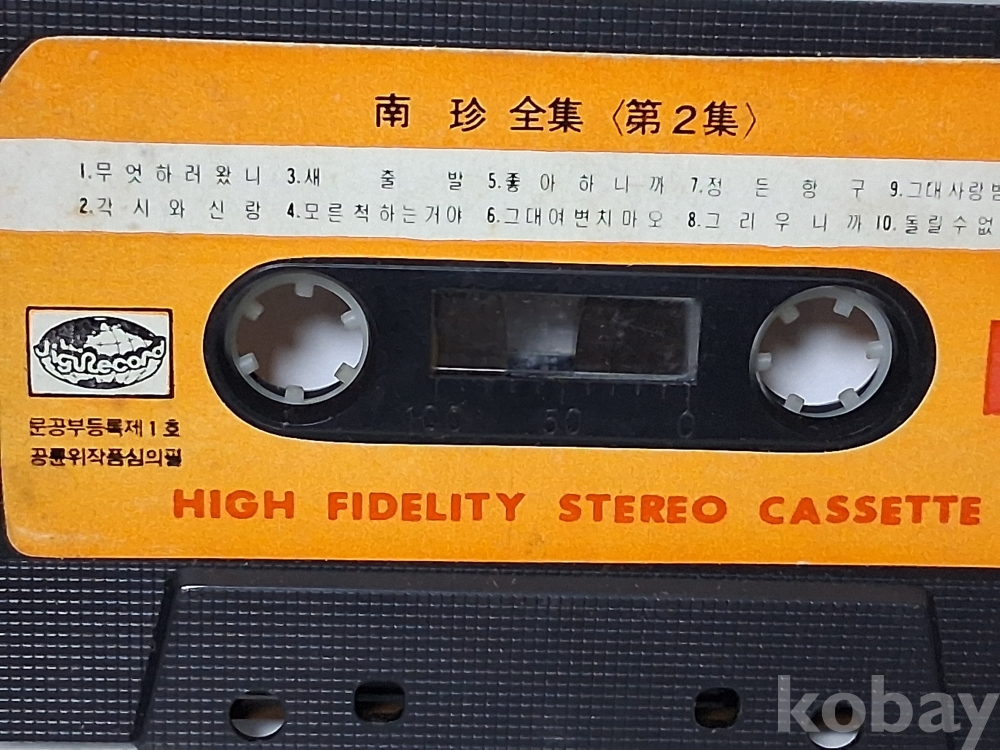 南 珍 全集〈第2集〉
1.무엇하러왔니 3.새 출 발 5.좋아하니까 7.정든항구 9.그대사랑
2.각시와신랑 4.모른척하는거야 6.그대여변치마오 8.그리우니까 10.돌릴수없
JiguRecord
문공부등록제1호
공륜위작품심의필
100 50 0
HIGH FIDELITY STEREO CASSETTE
kobay